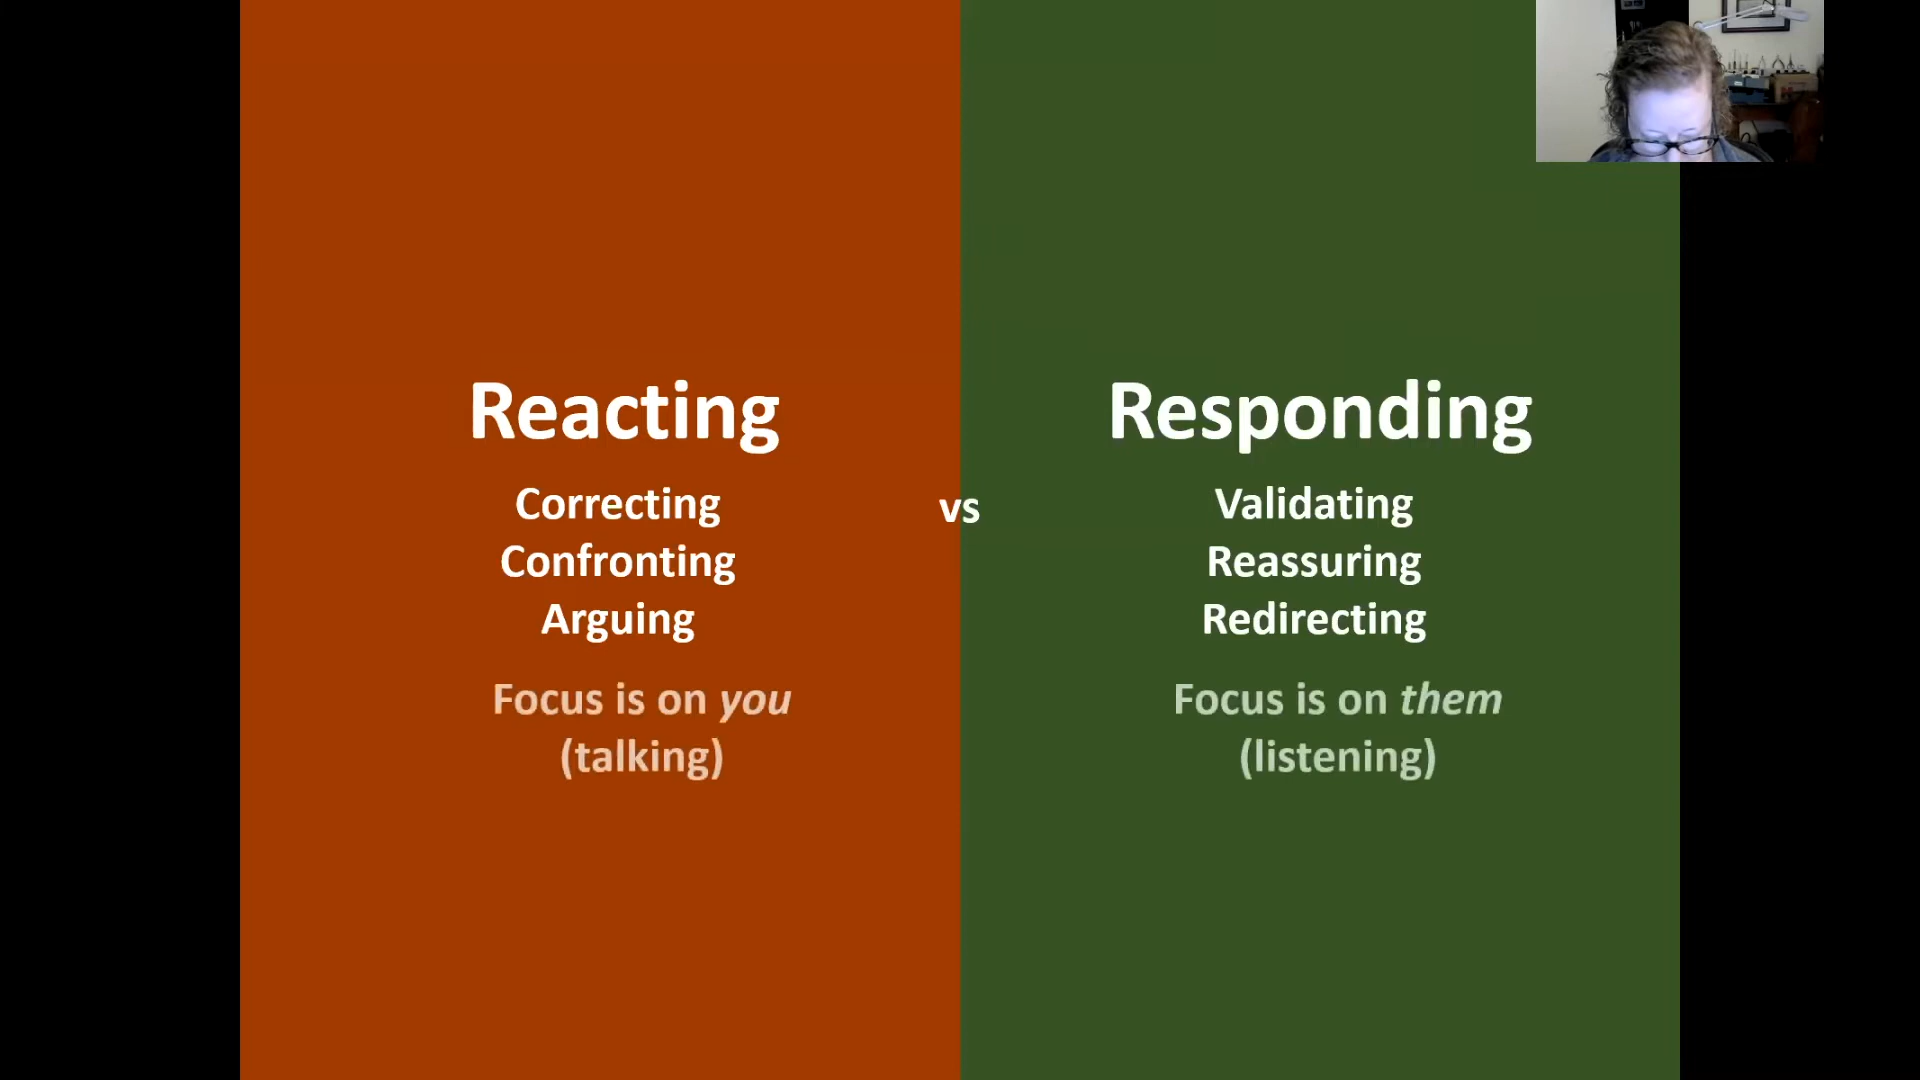 Reacting
Correcting
Confronting
Arguing
Focus is on you
(talking)
vs
Responding
Validating
Reassuring
Redirecting
Focus is on them
(listening)